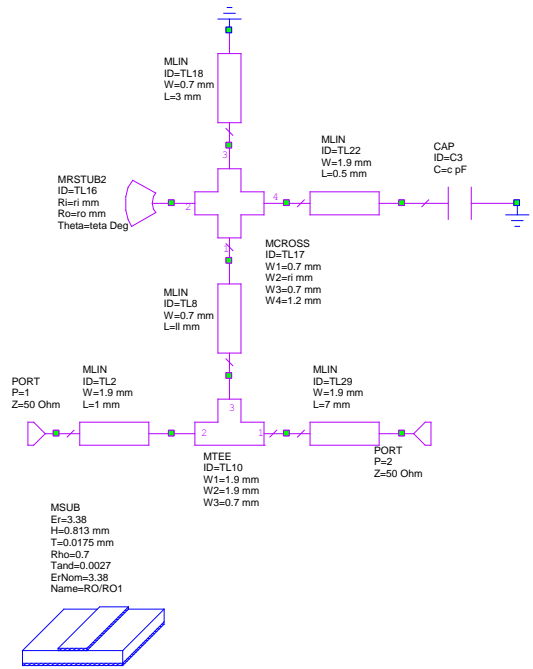 MLIN
ID=TL18
W=0.7 mm
L=3 mm
3
MLIN
ID=TL22
W=1.9 mm
L=0.5 mm
CAP
ID=C3
C=c pF
MRSTUB2
ID=TL16
Ri=ri mm
Ro=ro mm
Theta=teta Deg
2
4
1
MCROSS
ID=TL17
W1=0.7 mm
W2=ri mm
W3=0.7 mm
W4=1.2 mm
MLIN
ID=TL8
W=0.7 mm
L=ll mm
PORT
P=1
Z=50 Ohm
MLIN
ID=TL2
W=1.9 mm
L=1 mm
3
2
1
MLIN
ID=TL29
W=1.9 mm
L=7 mm
PORT
P=2
Z=50 Ohm
MTEE
ID=TL10
W1=1.9 mm
W2=1.9 mm
W3=0.7 mm
MSUB
Er=3.38
H=0.813 mm
T=0.0175 mm
Rho=0.7
Tand=0.0027
ErNom=3.38
Name=RO/RO1